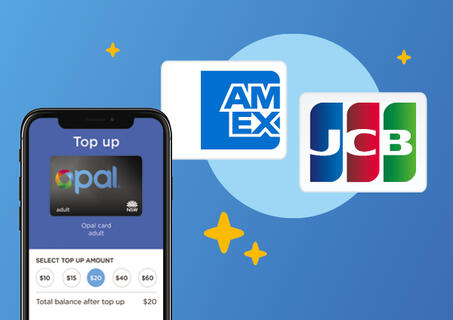 Top up
opal
adult
NSW
Opal card
adult
SELECT TOP UP AMOUNT
$10 $15 $20 $40 $60
Total balance after top up $20
AM
EX
JCB